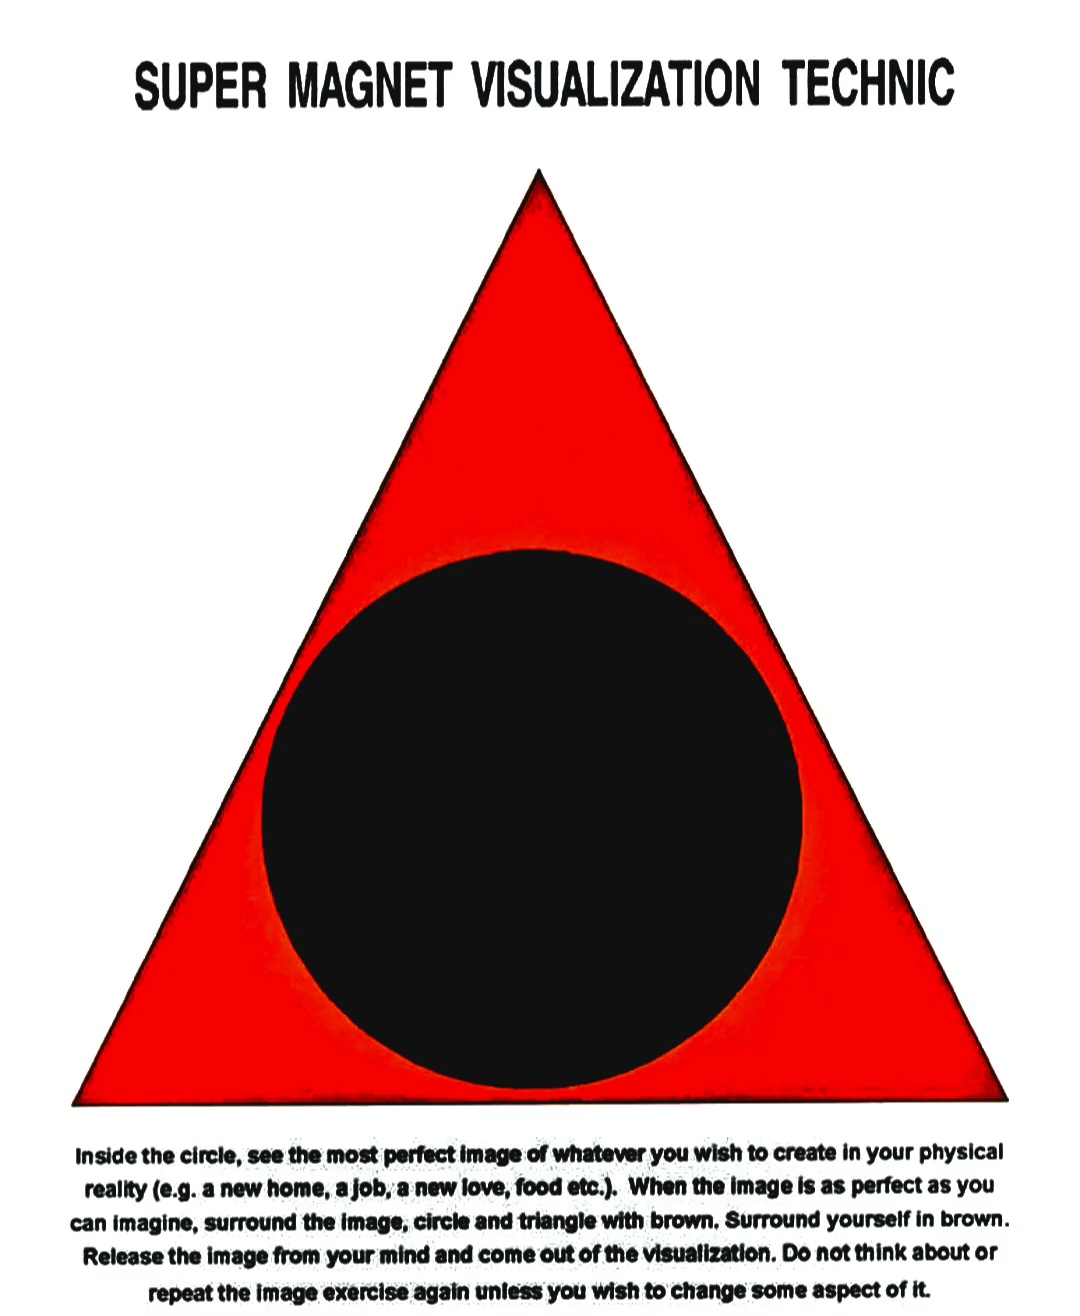 SUPER MAGNET VISUALIZATION TECHNIC
Inside the circle, see the most perfect image of whatever you wish to create in your physical
reality (e.g. a new home, a job, a new love, food etc.). When the image is as perfect as you
can imagine, surround the image, circle and triangle with brown. Surround yourself in brown.
Release the image from your mind and come out of the visualization. Do not think about or
repeat the image exercise again unless you wish to change some aspect of it.